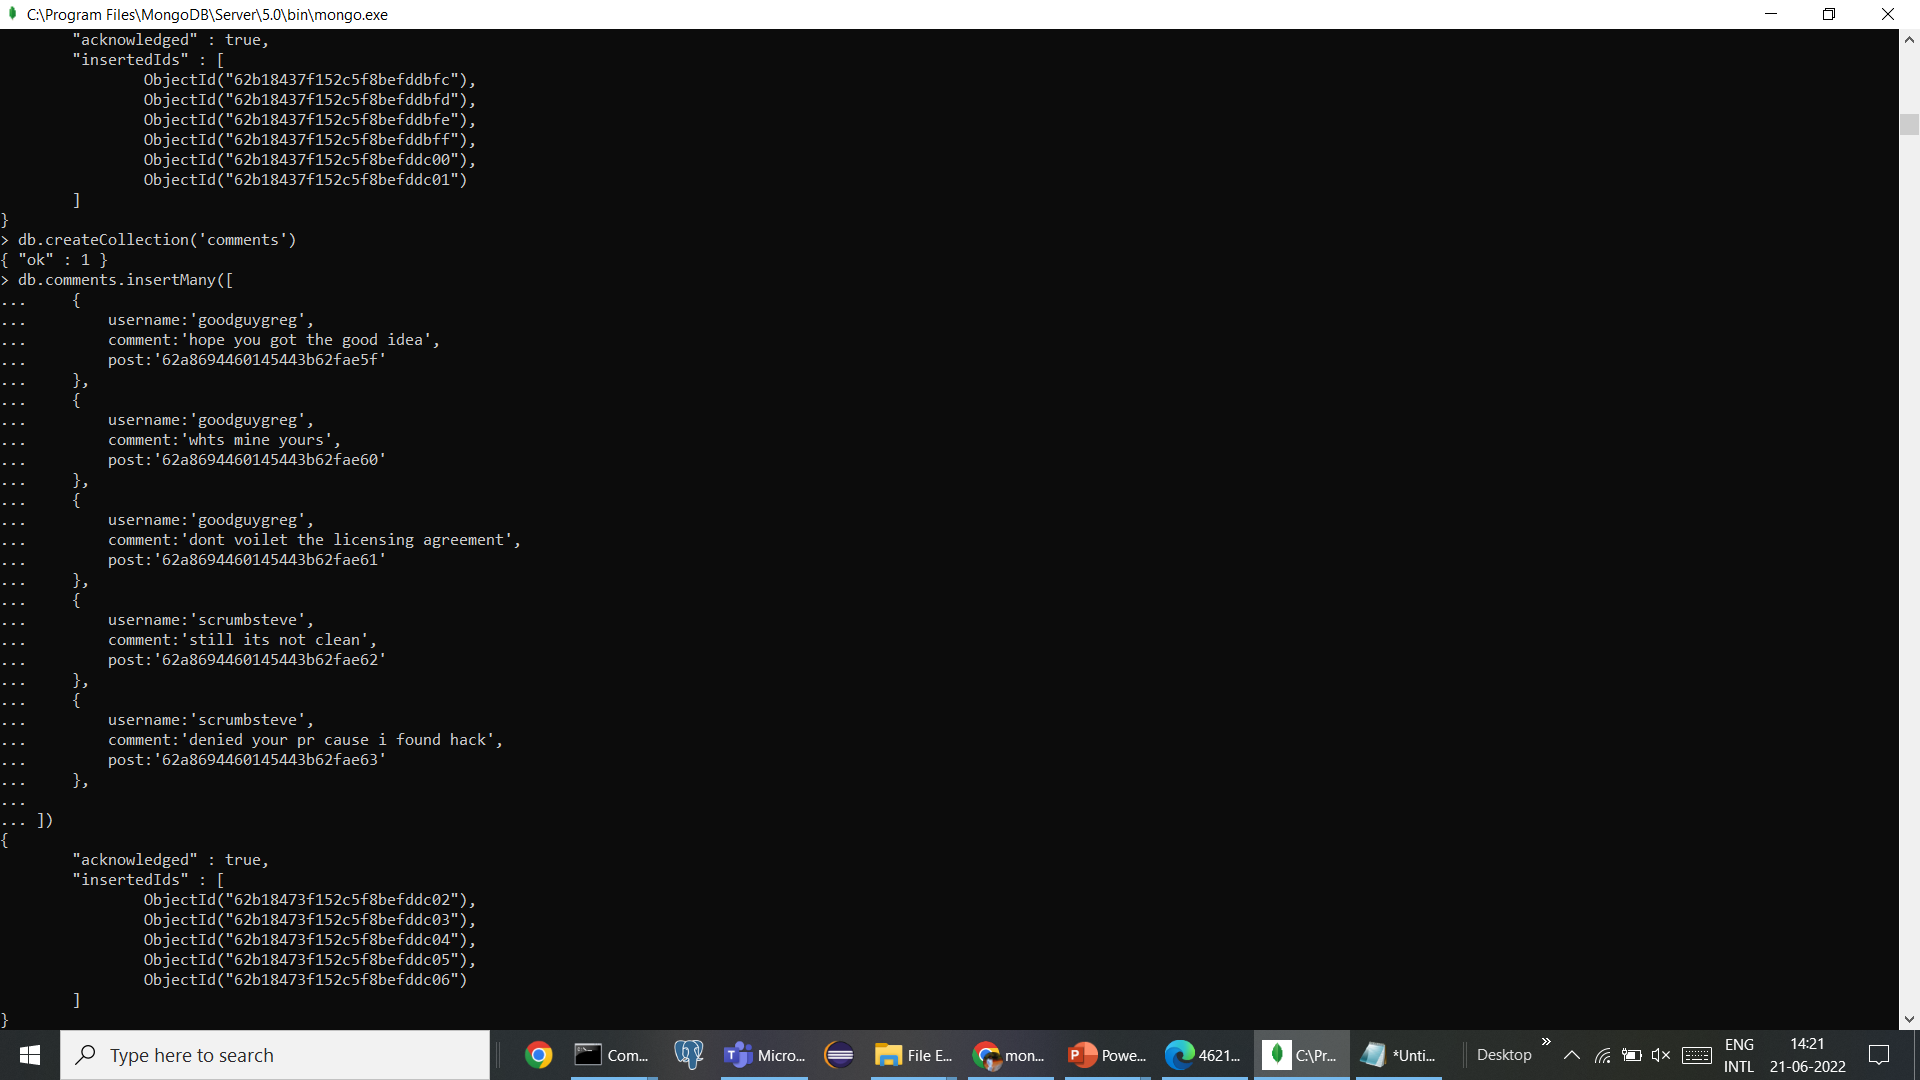 C:\Program Files\MongoDB\Server\5.0\bin\mongo.exe
"acknowledged" : true,
"insertedIds" : [
ObjectId("62b18437f152c5f8befddbfc"),
ObjectId("62b18437f152c5f8befddbfd"),
ObjectId("62b18437f152c5f8befddbfe"),
ObjectId("62b18437f152c5f8befddbff"),
ObjectId("62b18437f152c5f8befddc00"),
ObjectId("62b18437f152c5f8befddc01")
]
}
> db.createCollection('comments')
{ "ok" : 1 }
> db.comments.insertMany([
... {
... username:'goodguygreg',
... comment:'hope you got the good idea',
... post:'62a8694460145443b62fae5f'
... },
... {
... username:'goodguygreg',
... comment:'whts mine yours',
... post:'62a8694460145443b62fae60'
... },
... {
... username:'goodguygreg',
... comment:'dont voilet the licensing agreement',
... post:'62a8694460145443b62fae61'
... },
... {
... username:'scrumbsteve',
... comment:'still its not clean',
... post:'62a8694460145443b62fae62'
... },
... {
... username:'scrumbsteve',
... comment:'denied your pr cause i found hack',
... post:'62a8694460145443b62fae63'
... },
...
... ])
{
"acknowledged" : true,
"insertedIds" : [
ObjectId("62b18473f152c5f8befddc02"),
ObjectId("62b18473f152c5f8befddc03"),
ObjectId("62b18473f152c5f8befddc04"),
ObjectId("62b18473f152c5f8befddc05"),
ObjectId("62b18473f152c5f8befddc06")
]
}
Type here to search
Com...
Micro...
File E...
mon...
Powe...
4621...
C:\Pr...
*Unti...
Desktop
ENG
INTL
14:21
21-06-2022